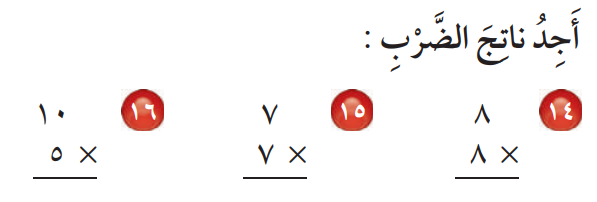 أَجِدُ ناتِجَ الضَّرْبِ :
١٤ ٨ ١٥ ٧ ١٦ ١٠
٨ × ٧ × ٥ ×